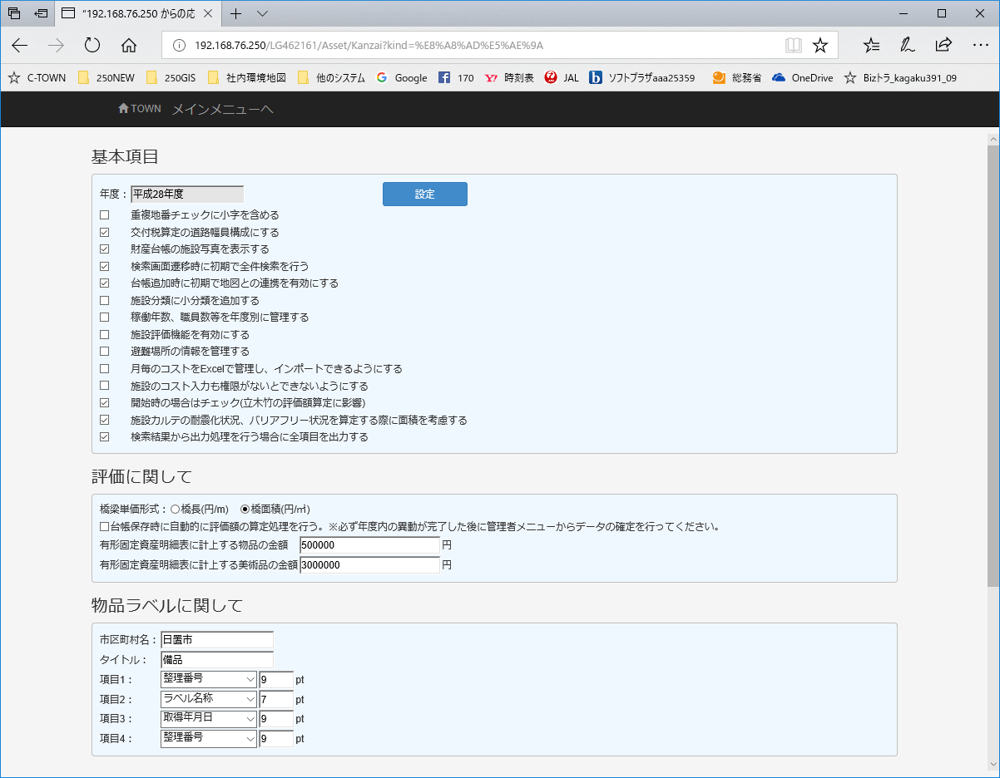 "192.168.76.250 からの応
192.168.76.250/LG462161/Asset/Kanzai?kind=%E8%A8%AD%E5%AE%9A
C-TOWN 250NEW 250GIS 社内環境地図 他のシステム Google 170 時刻表 JAL ソフトプラザaaa25359 総務省 OneDrive Bizトラ_kagaku391_09
TOWN メインメニューへ
基本項目
年度： 平成28年度 設定
重複地番チェックに小字を含める
交付税算定の道路幅員構成にする
財産台帳の施設写真を表示する
検索画面遷移時に初期で全件検索を行う
台帳追加時に初期で地図との連携を有効にする
施設分類に小分類を追加する
稼働年数、職員数等を年度別に管理する
施設評価機能を有効にする
避難場所の情報を管理する
月毎のコストをExcelで管理し、インポートできるようにする
施設のコスト入力も権限がないとできないようにする
開始時の場合はチェック(立木竹の評価額算定に影響)
施設カルテの耐震化状況、バリアフリー状況を算定する際に面積を考慮する
検索結果から出力処理を行う場合に全項目を出力する
評価に関して
橋梁単価形式： 橋長(円/m) 橋面積(円/㎡)
台帳保存時に自動的に評価額の算定処理を行う。※必ず年度内の異動が完了した後に管理者メニューからデータの確定を行ってください。
有形固定資産明細表に計上する物品の金額 500000 円
有形固定資産明細表に計上する美術品の金額 3000000 円
物品ラベルに関して
市区町村名： 日置市
タイトル： 備品
項目1： 整理番号 9 pt
項目2： ラベル名称 7 pt
項目3： 取得年月日 9 pt
項目4： 整理番号 9 pt